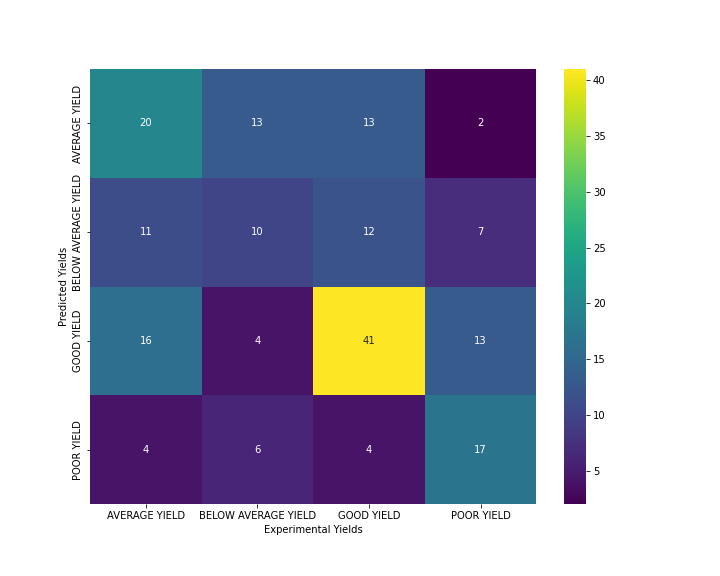 Predicted Yields
AVERAGE YIELD
BELOW AVERAGE YIELD
GOOD YIELD
POOR YIELD
20 13 13 2
11 10 12 7
16 4 41 13
4 6 4 17
AVERAGE YIELD BELOW AVERAGE YIELD GOOD YIELD POOR YIELD
Experimental Yields
40
35
30
25
20
15
10
5